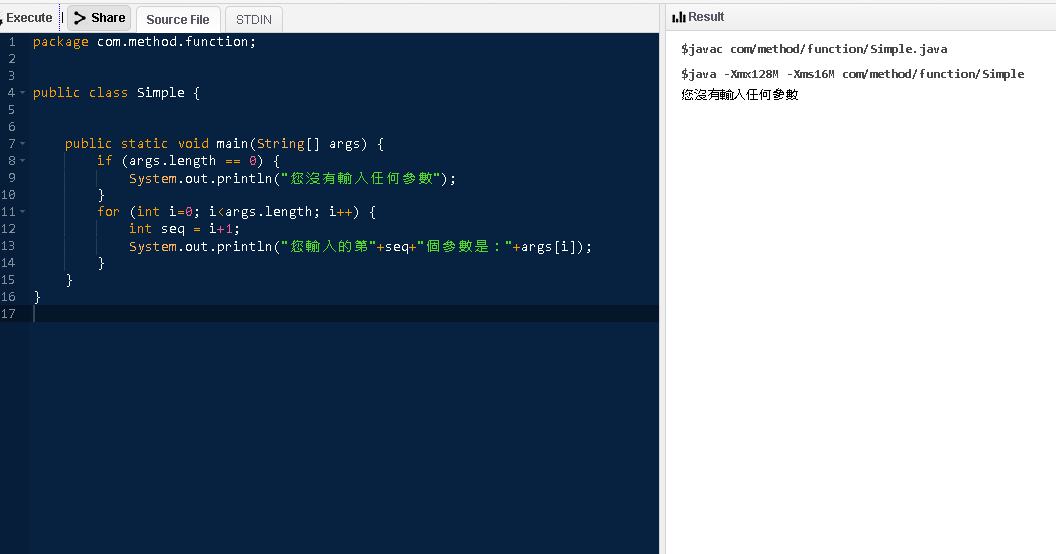 Execute | Share Source File STDIN
1 package com.method.function;
2
3
4 public class Simple {
5
6
7 public static void main(String[] args) {
8 if (args.length == 0) {
9 System.out.println("您沒有輸入任何參數");
10 }
11 for (int i=0; i<args.length; i++) {
12 int seq = i+1;
13 System.out.println("您輸入的第"+seq+"個參數是："+args[i]);
14 }
15 }
16 }
17
Result
$javac com/method/function/Simple.java
$java -Xmx128M -Xms16M com/method/function/Simple
您沒有輸入任何參數